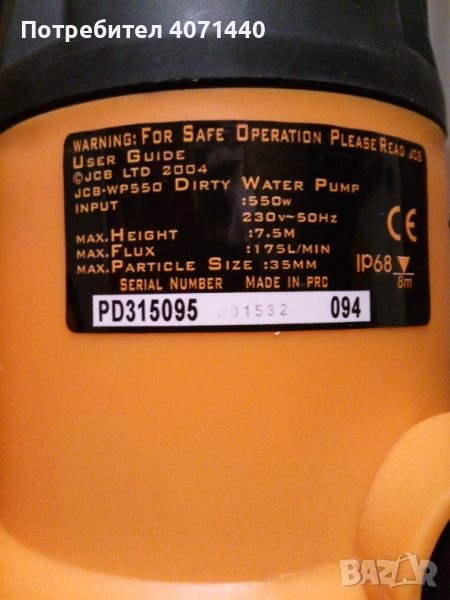 Потребител 4071440
WARNING: FOR SAFE OPERATION PLEASE READ JCB
USER GUIDE
©JCB LTD 2004
JCB-WP550 DIRTY WATER PUMP
INPUT :550W
230V~50HZ
MAX.HEIGHT :7.5M
MAX.FLUX :175L/MIN
MAX.PARTICLE SIZE :35MM
CE
IP68
8m
SERIAL NUMBER MADE IN PRC
PD315095 001532 094
BAZAR